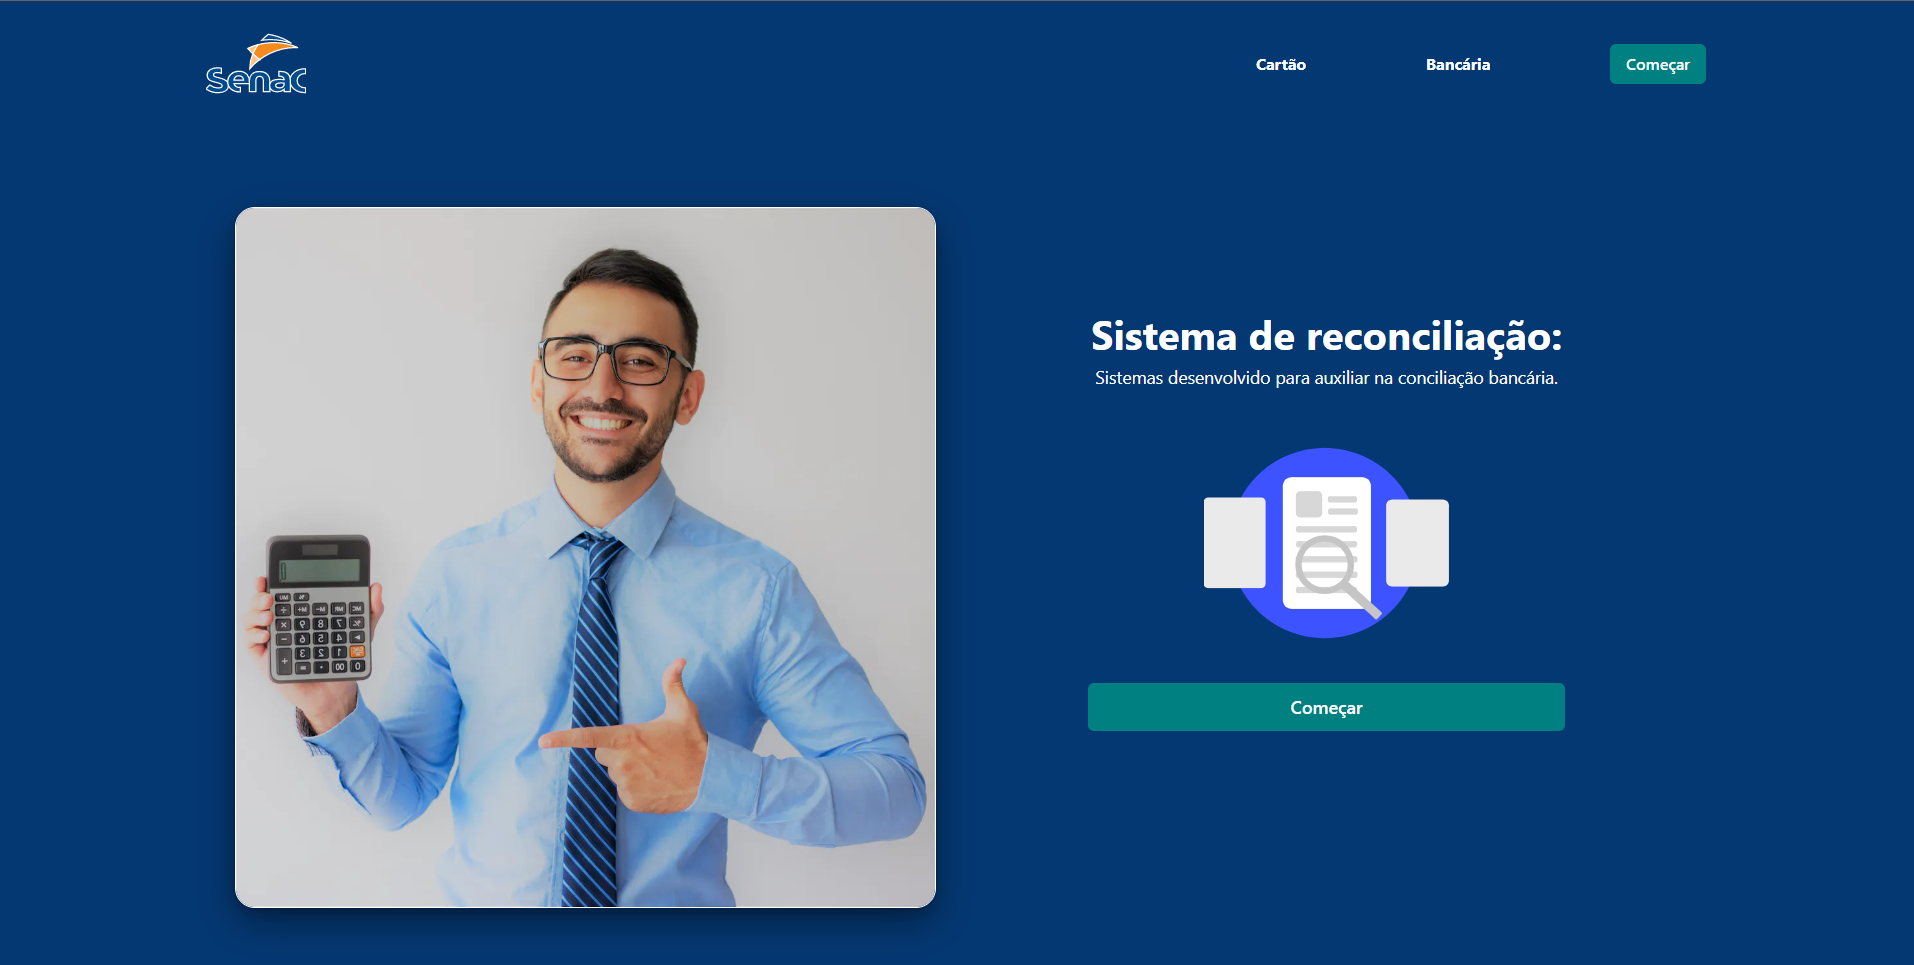 senac
Cartão
Bancária
Começar
Sistema de reconciliação:
Sistemas desenvolvido para auxiliar na conciliação bancária.
Começar